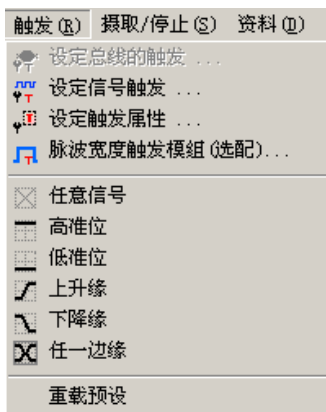 触发(R) 摄取/停止(S) 资料(D)
设定总线的触发 ...
设定信号触发 ...
设定触发属性 ...
脉波宽度触发模组(选配)...
任意信号
高准位
低准位
上升缘
下降缘
任一边缘
重载预设